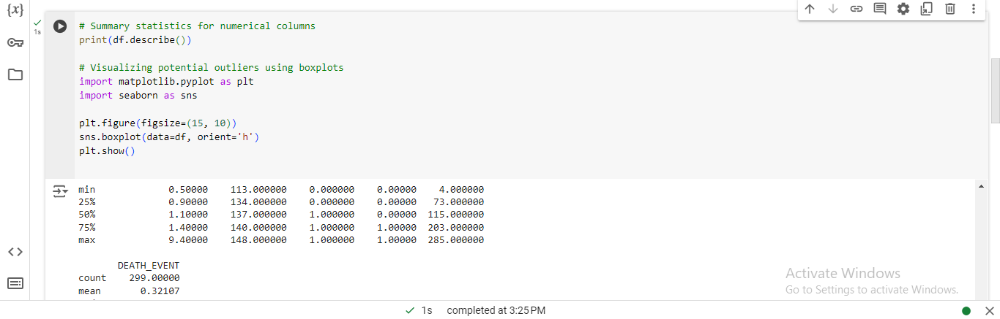 {x}
1s
# Summary statistics for numerical columns
print(df.describe())
# Visualizing potential outliers using boxplots
import matplotlib.pyplot as plt
import seaborn as sns
plt.figure(figsize=(15, 10))
sns.boxplot(data=df, orient='h')
plt.show()
min 0.50000 113.000000 0.000000 0.00000 4.000000
25% 0.90000 134.000000 0.000000 0.00000 73.000000
50% 1.10000 137.000000 1.000000 0.00000 115.000000
75% 1.40000 140.000000 1.000000 1.00000 203.000000
max 9.40000 148.000000 1.000000 1.00000 285.000000
DEATH_EVENT
count 299.00000
mean 0.32107
Activate Windows
Go to Settings to activate Windows.
1s completed at 3:25 PM